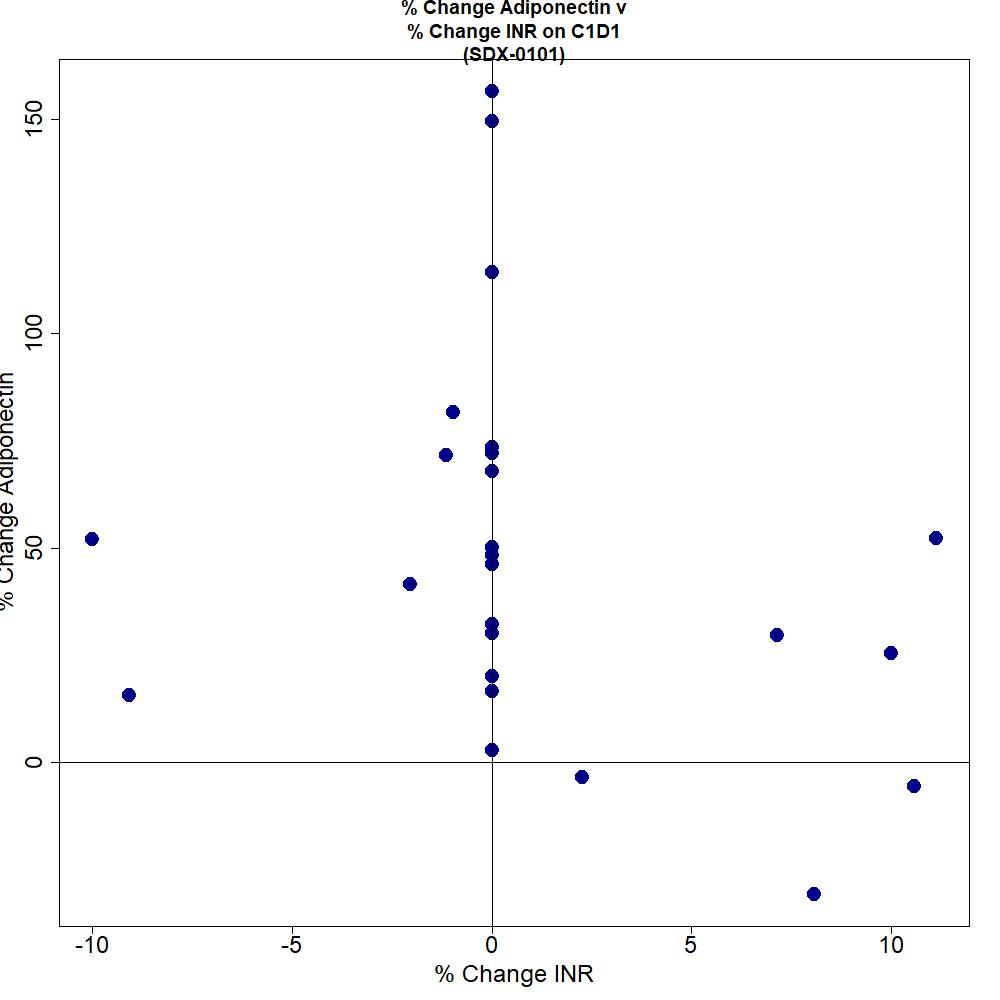 % Change Adiponectin v
% Change INR on C1D1
(SDX-0101)
% Change Adiponectin
150
100
50
0
-10
-5
0
5
10
% Change INR